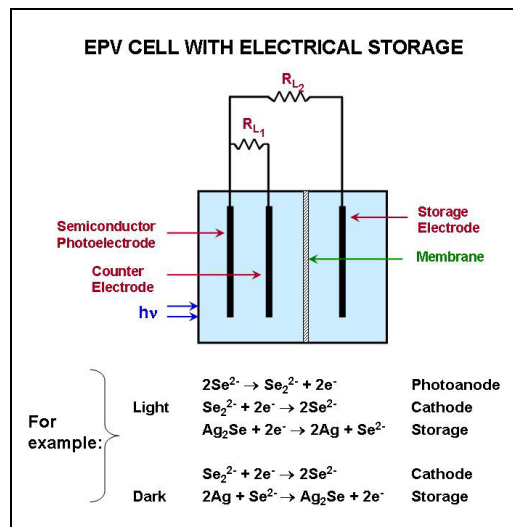 EPV CELL WITH ELECTRICAL STORAGE
R_L2
R_L1
Semiconductor
Photoelectrode
Storage
Electrode
Membrane
Counter
Electrode
hν
For
example:
Light
2Se²⁻ → Se₂²⁻ + 2e⁻ Photoanode
Se₂²⁻ + 2e⁻ → 2Se²⁻ Cathode
Ag₂Se + 2e⁻ → 2Ag + Se²⁻ Storage
Dark
Se₂²⁻ + 2e⁻ → 2Se²⁻ Cathode
2Ag + Se²⁻ → Ag₂Se + 2e⁻ Storage